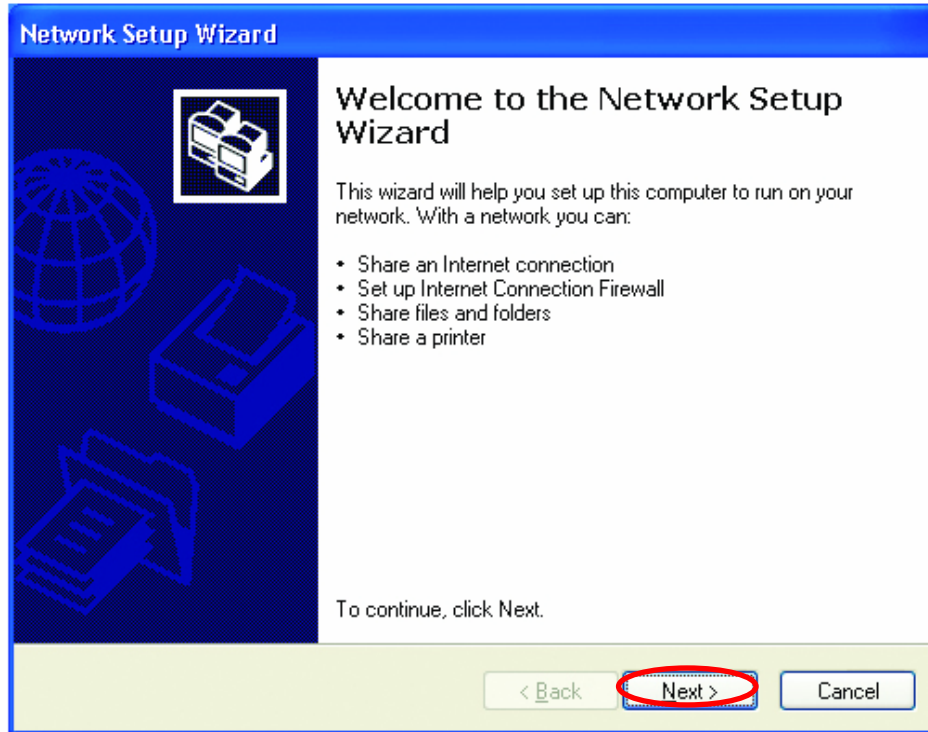 Network Setup Wizard
Welcome to the Network Setup
Wizard
This wizard will help you set up this computer to run on your
network. With a network you can:
• Share an Internet connection
• Set up Internet Connection Firewall
• Share files and folders
• Share a printer
To continue, click Next.
< Back Next > Cancel